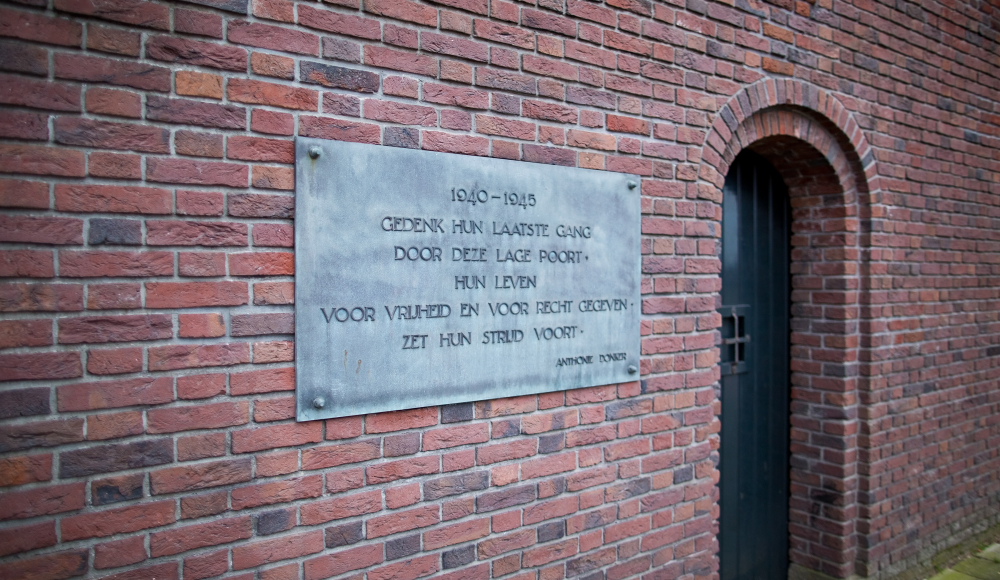 1940-1945
GEDENK HUN LAATSTE GANG
DOOR DEZE LAGE POORT·
HUN LEVEN
VOOR VRIJHEID EN VOOR RECHT GEGEVEN·
ZET HUN STRIJD VOORT·
ANTHONIE DONKER